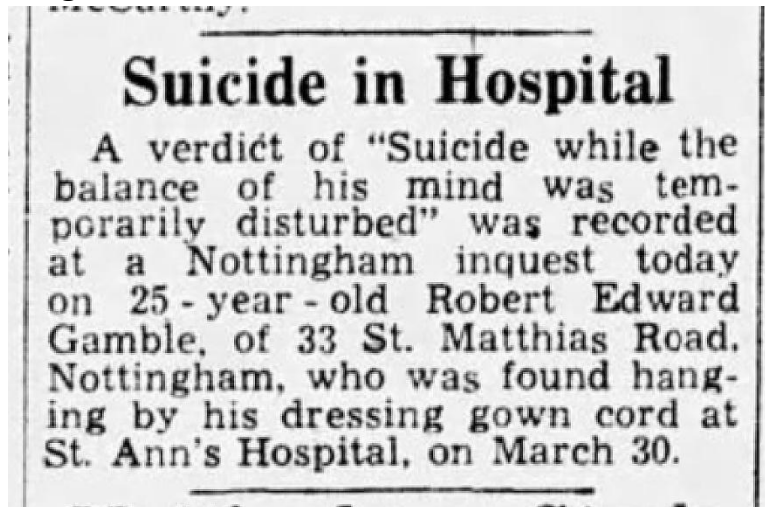 Suicide in Hospital
A verdict of "Suicide while the
balance of his mind was tem-
porarily disturbed" was recorded
at a Nottingham inquest today
on 25-year-old Robert Edward
Gamble, of 33 St. Matthias Road,
Nottingham, who was found hang-
ing by his dressing gown cord at
St. Ann's Hospital, on March 30.